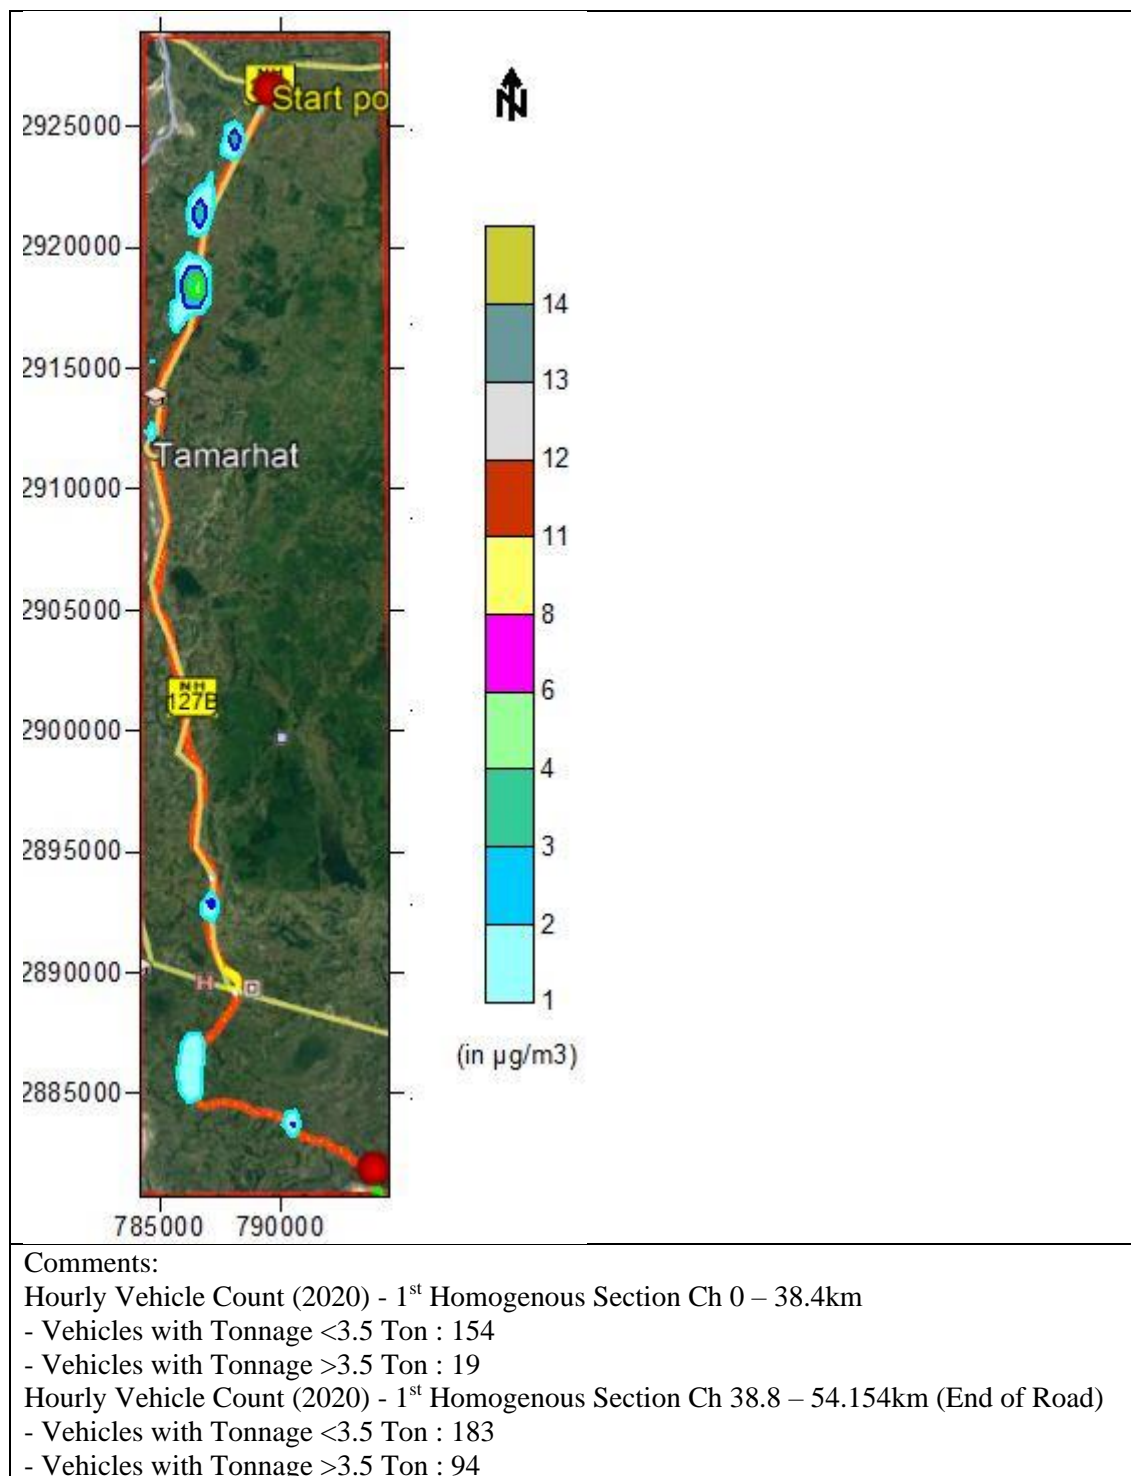 NH
Start po
N
2925000
2920000
2915000
Tamarhat
2910000
2905000
NH
127B
2900000
2895000
2890000
H
2885000
785000 790000
14
13
12
11
8
6
4
3
2
1
(in µg/m3)
Comments:
Hourly Vehicle Count (2020) - 1st Homogenous Section Ch 0 – 38.4km
- Vehicles with Tonnage <3.5 Ton : 154
- Vehicles with Tonnage >3.5 Ton : 19
Hourly Vehicle Count (2020) - 1st Homogenous Section Ch 38.8 – 54.154km (End of Road)
- Vehicles with Tonnage <3.5 Ton : 183
- Vehicles with Tonnage >3.5 Ton : 94